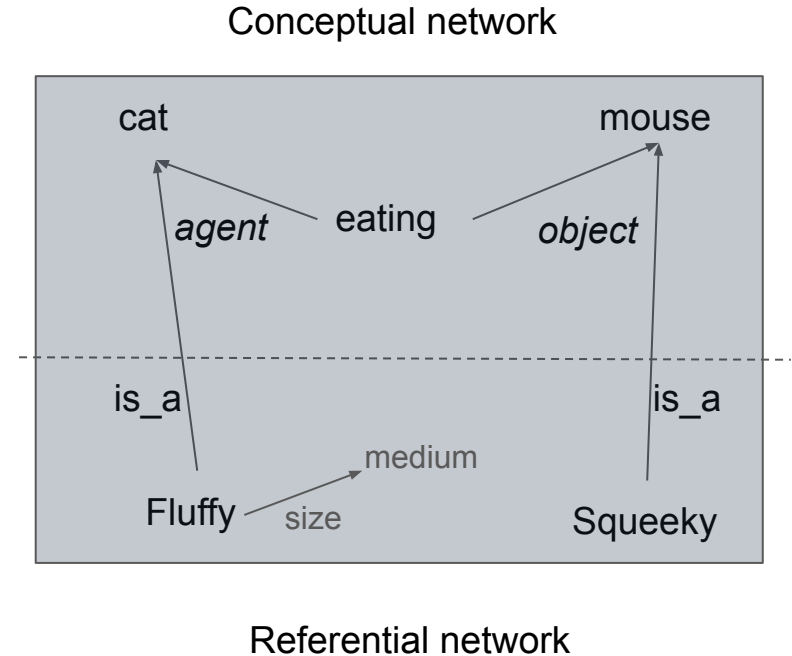 Conceptual network
cat
mouse
eating
agent
object
is_a
is_a
medium
Fluffy
size
Squeeky
Referential network